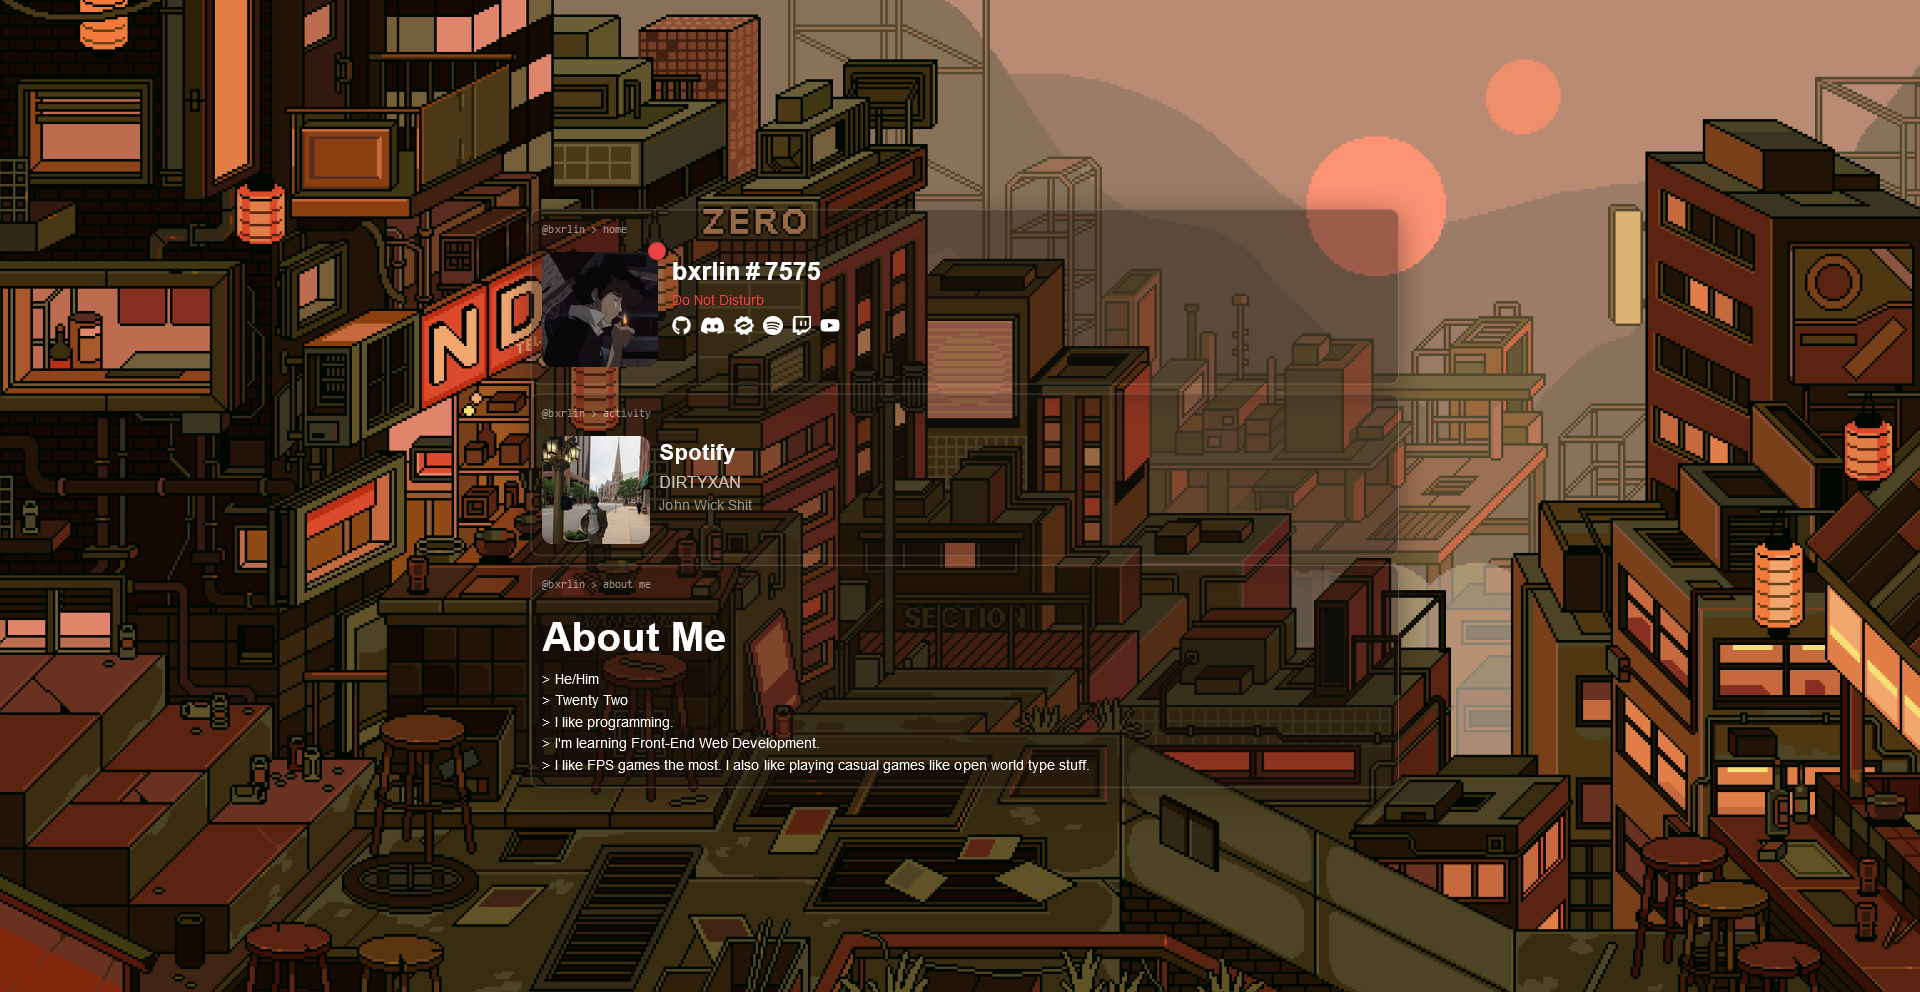 ZERO
@bxrlin > home
bxrlin # 7575
Do Not Disturb
ND
TEL
@bxrlin > activity
Spotify
DIRTYXAN
John Wick Shit
@bxrlin > about me
SECTION
About Me
> He/Him
> Twenty Two
> I like programming.
> I'm learning Front-End Web Development.
> I like FPS games the most. I also like playing casual games like open world type stuff.